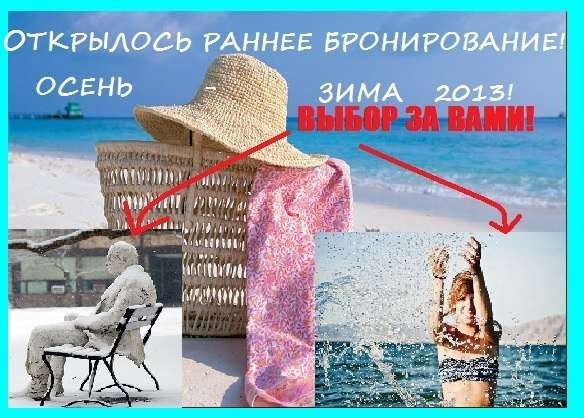 ОТКРЫЛОСЬ РАННЕЕ БРОНИРОВАНИЕ!
ОСЕНЬ - ЗИМА 2013!
ВЫБОР ЗА ВАМИ!